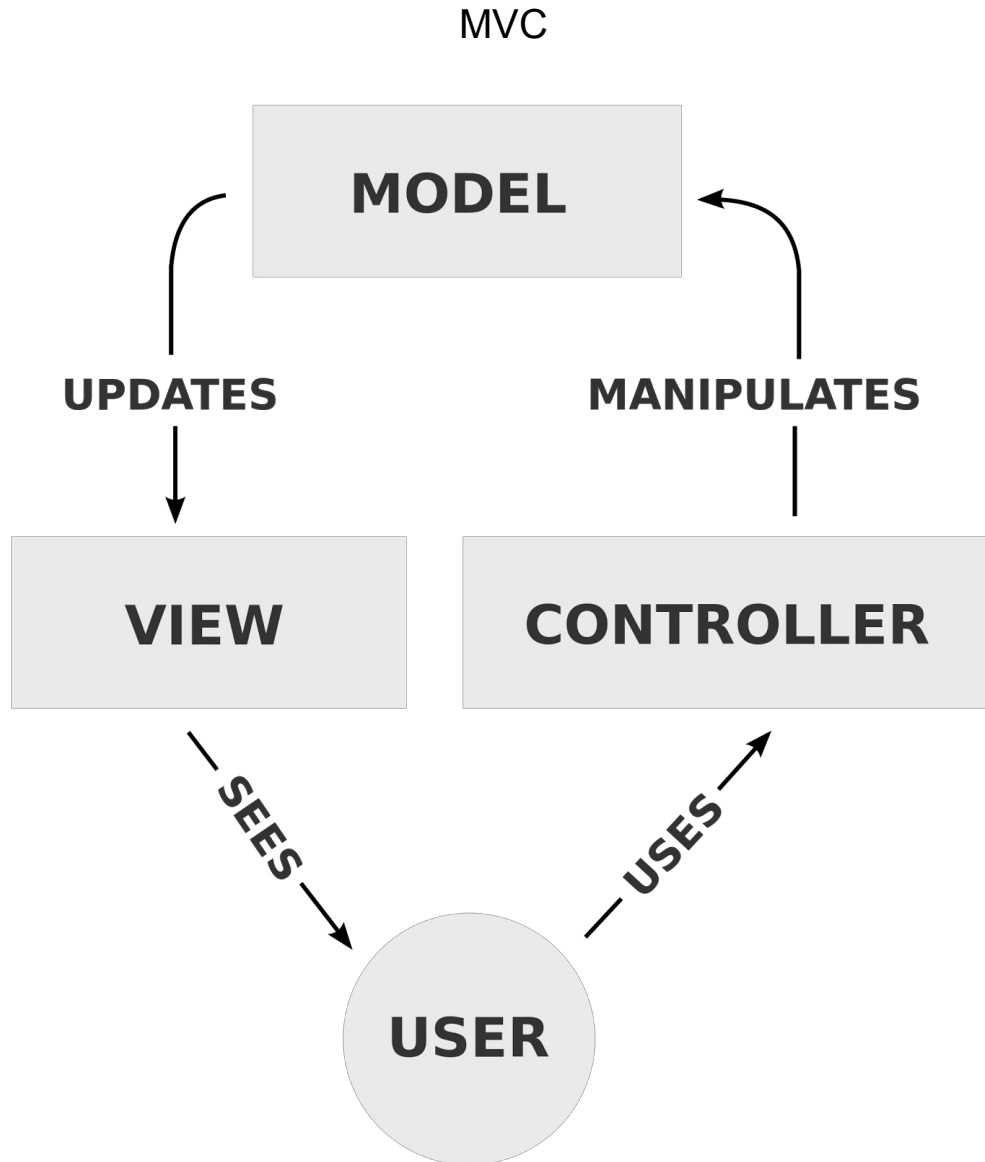 MVC
MODEL
UPDATES
MANIPULATES
VIEW
CONTROLLER
SEES
USES
USER